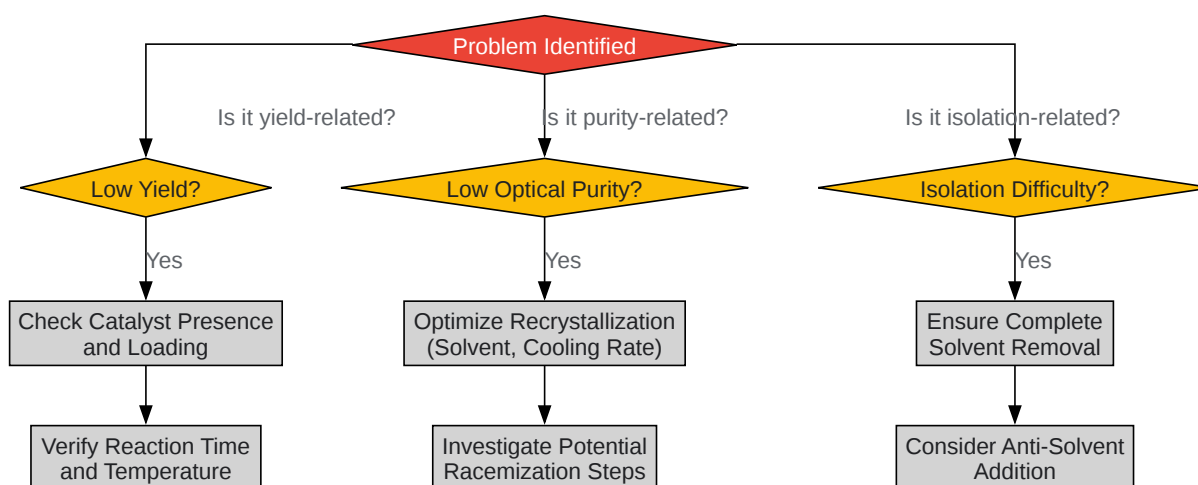 Problem Identified
Is it yield-related?
Is it purity-related?
Is it isolation-related?
Low Yield?
Low Optical Purity?
Isolation Difficulty?
Yes
Yes
Yes
Check Catalyst Presence
and Loading
Optimize Recrystallization
(Solvent, Cooling Rate)
Ensure Complete
Solvent Removal
Verify Reaction Time
and Temperature
Investigate Potential
Racemization Steps
Consider Anti-Solvent
Addition